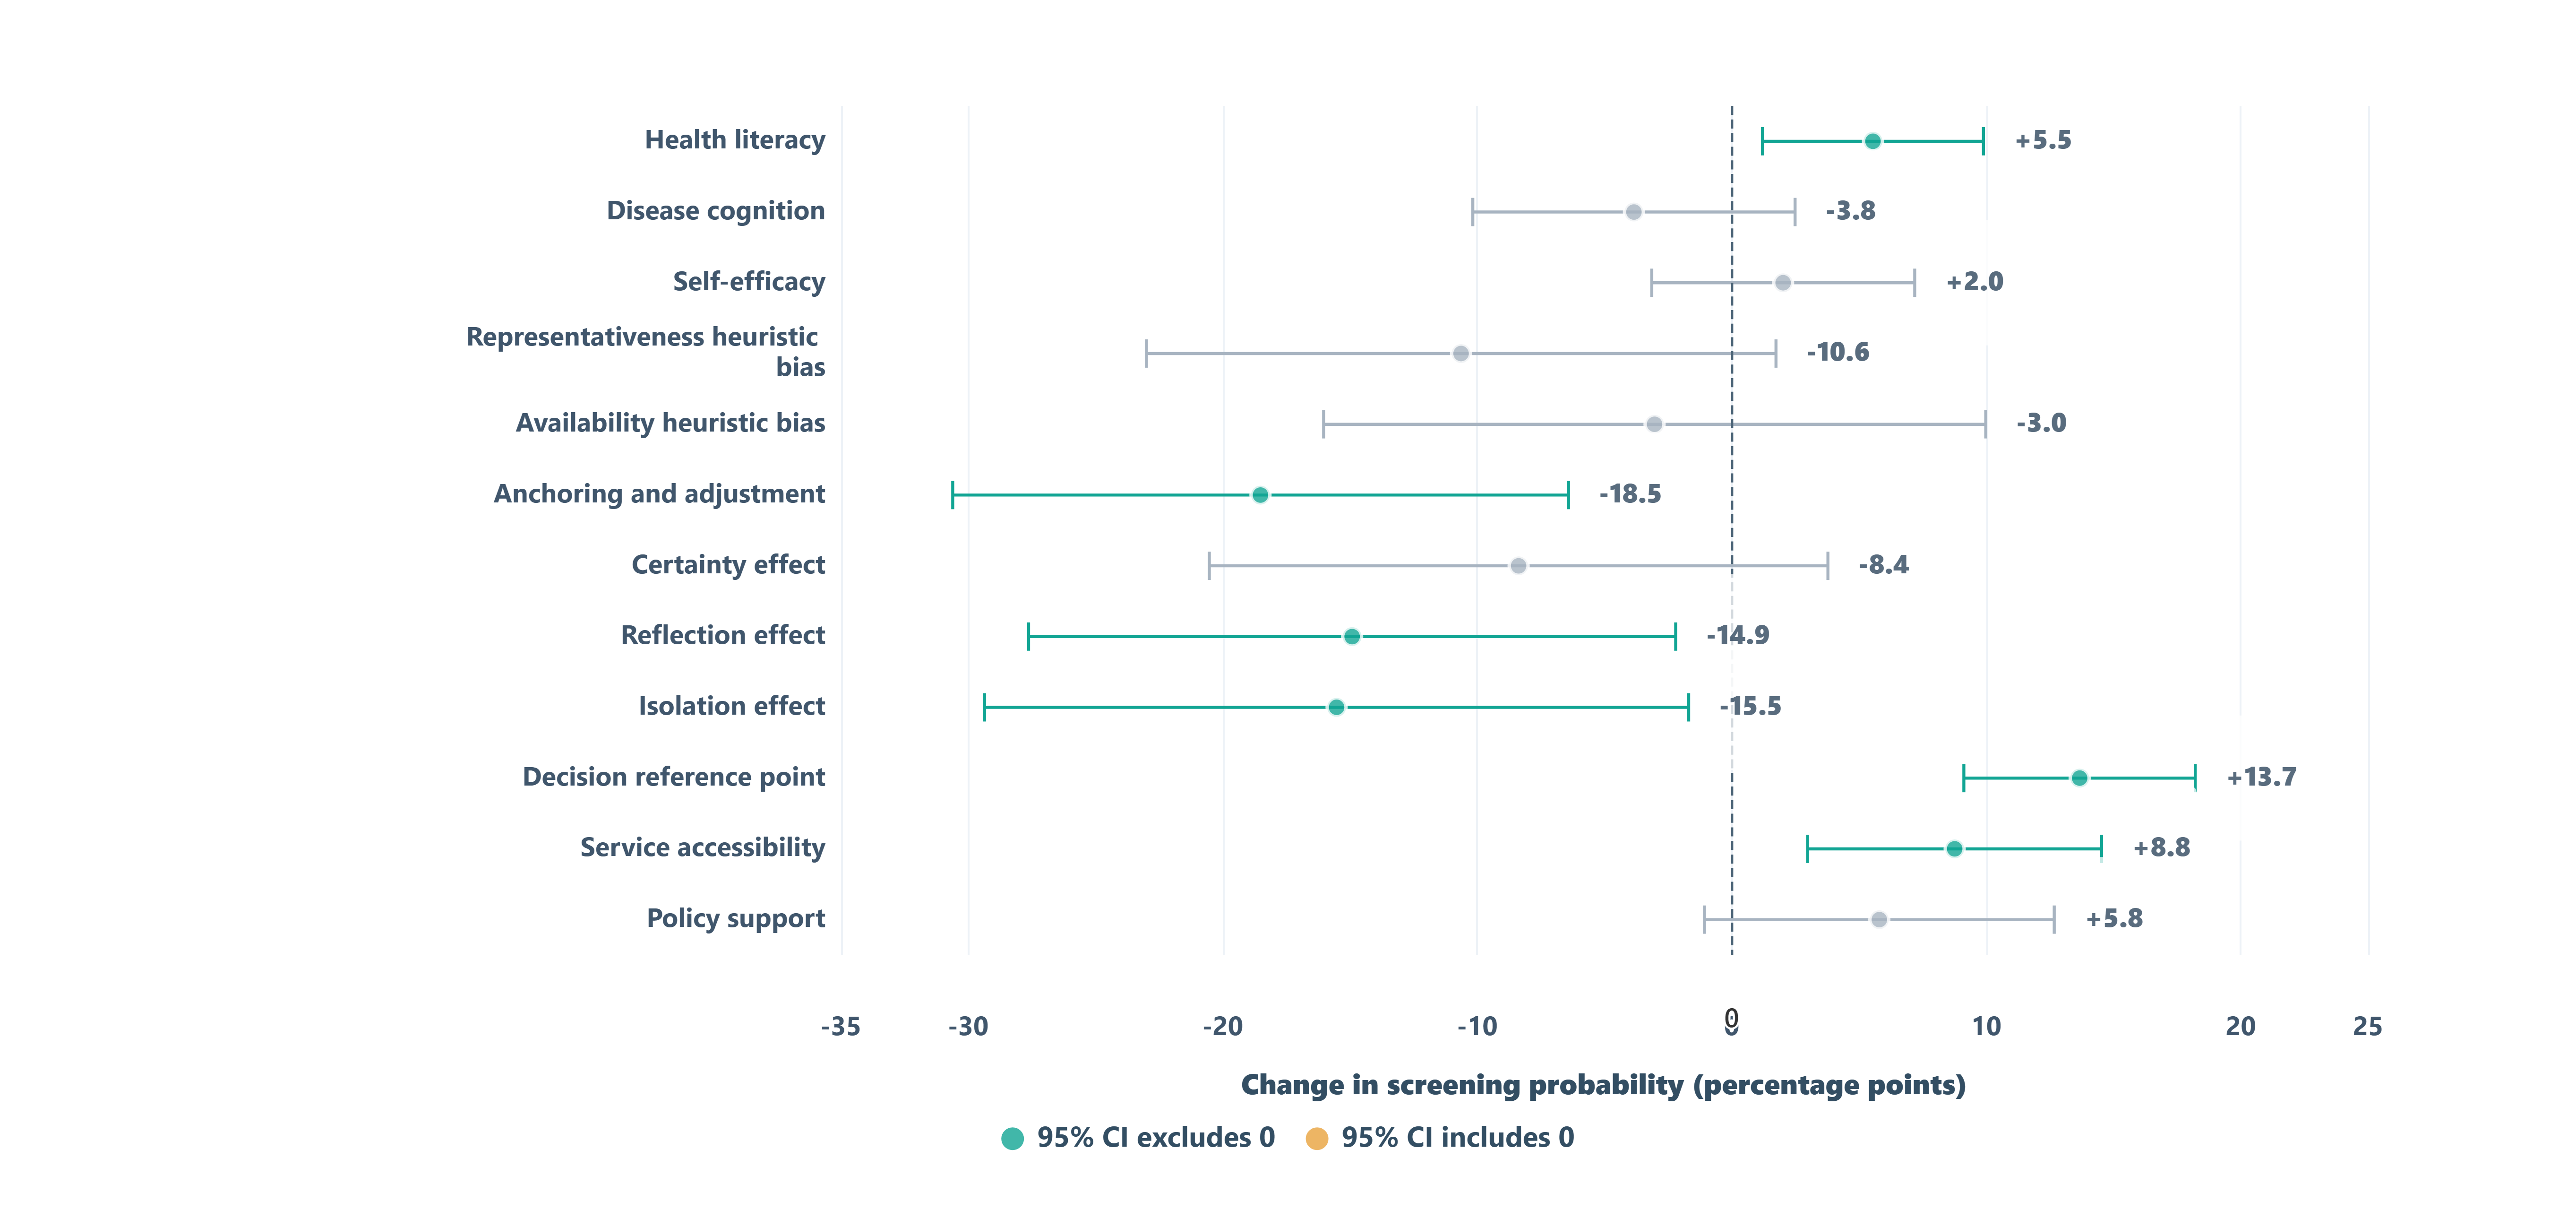 Health literacy
+5.5
Disease cognition
-3.8
Self-efficacy
+2.0
Representativeness heuristic
bias
-10.6
Availability heuristic bias
-3.0
Anchoring and adjustment
-18.5
Certainty effect
-8.4
Reflection effect
-14.9
Isolation effect
-15.5
Decision reference point
+13.7
Service accessibility
+8.8
Policy support
+5.8
-35 -30 -20 -10 0 10 20 25
Change in screening probability (percentage points)
95% CI excludes 0 95% CI includes 0